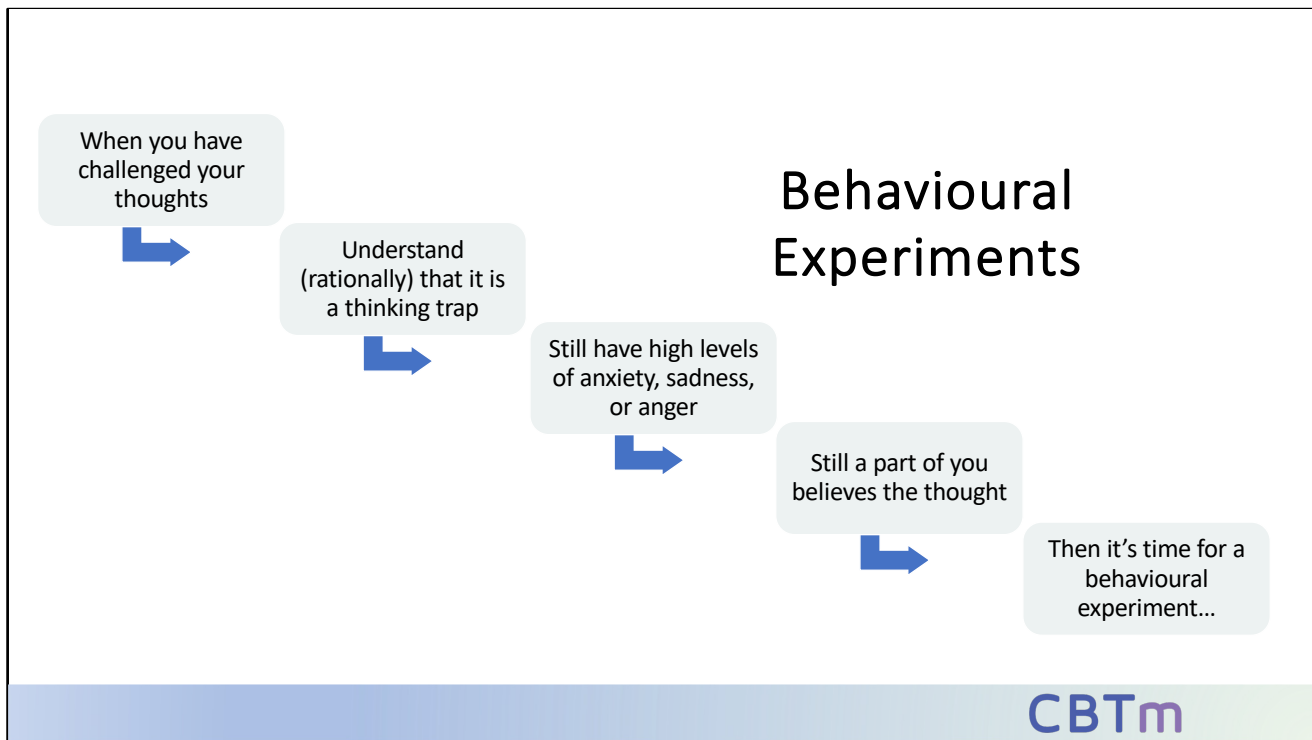 When you have
challenged your
thoughts
Behavioural
Experiments
Understand
(rationally) that it is
a thinking trap
Still have high levels
of anxiety, sadness,
or anger
Still a part of you
believes the thought
Then it’s time for a
behavioural
experiment…
CBTm